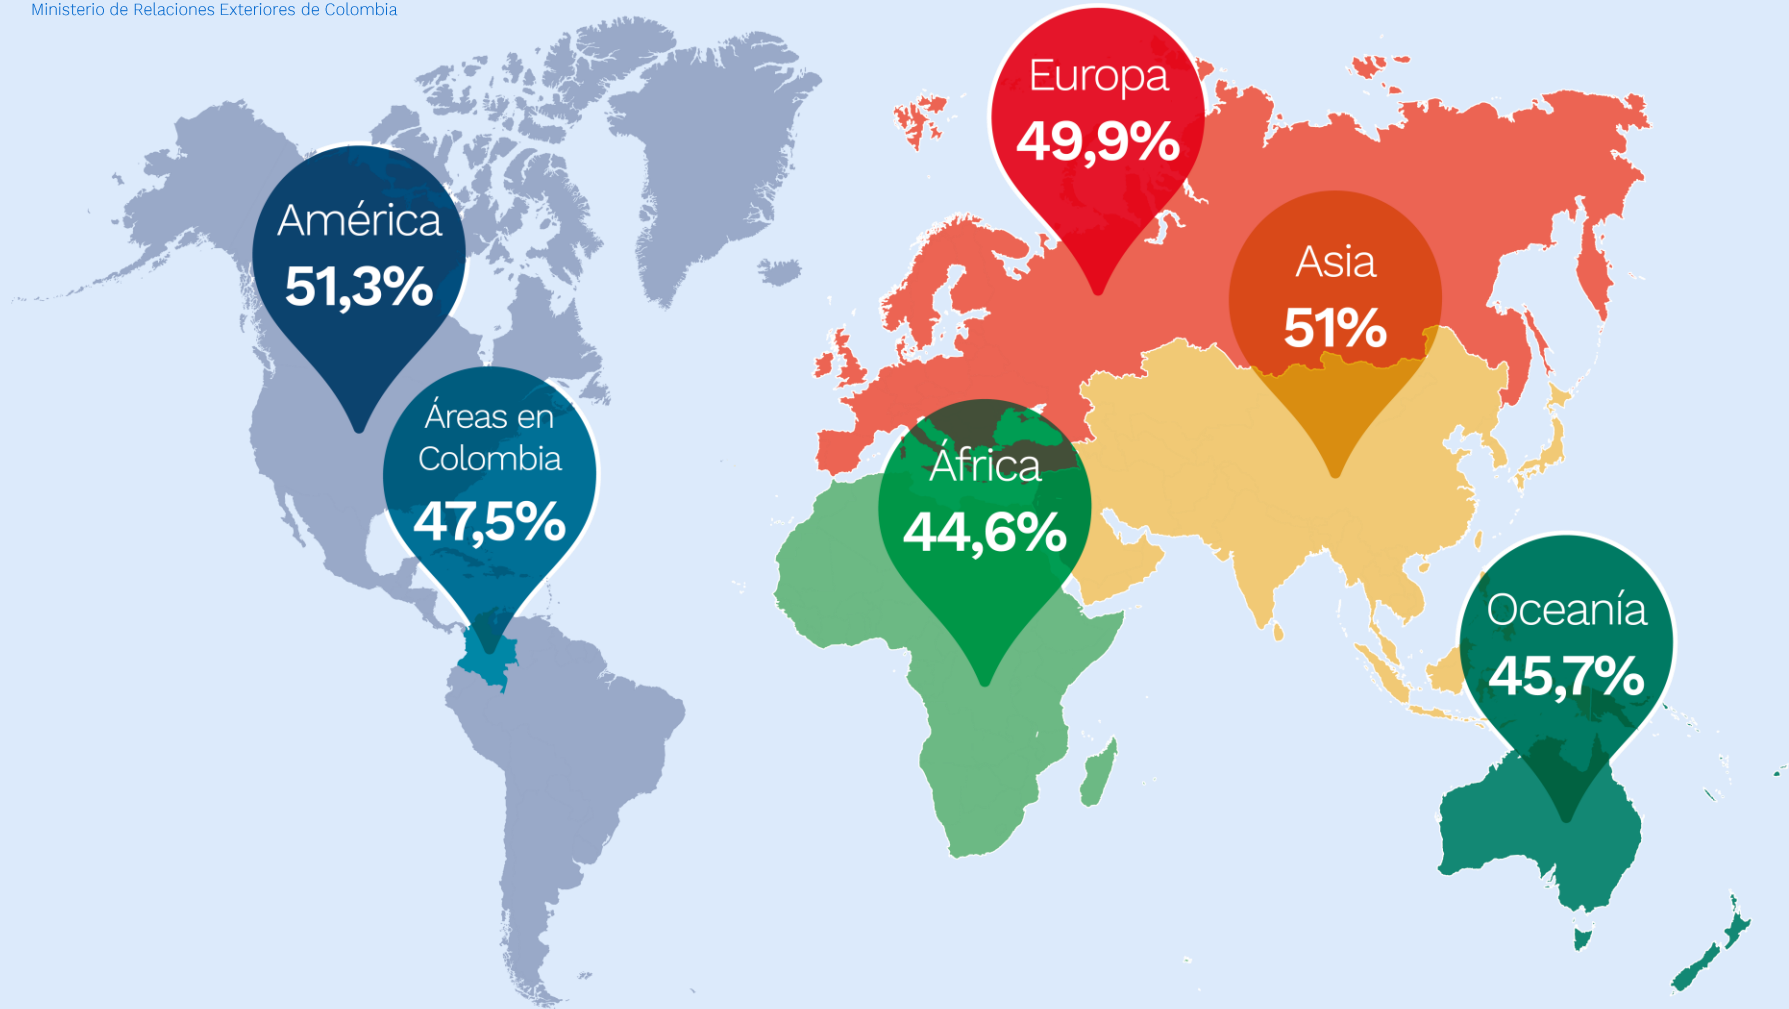 Ministerio de Relaciones Exteriores de Colombia
Europa
49,9%
América
51,3%
Asia
51%
Áreas en
Colombia
47,5%
África
44,6%
Oceanía
45,7%